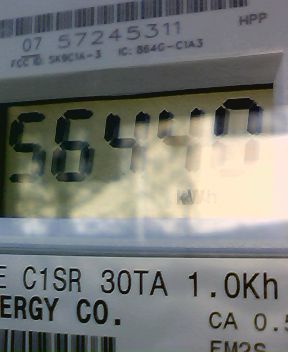 HPP
07 57245311
FCC ID: SK9C1A-3 IC: 864G-C1A3
56440
kWh
E C1SR 30TA 1.0Kh
ERGY CO.
CA 0.5
EM2S